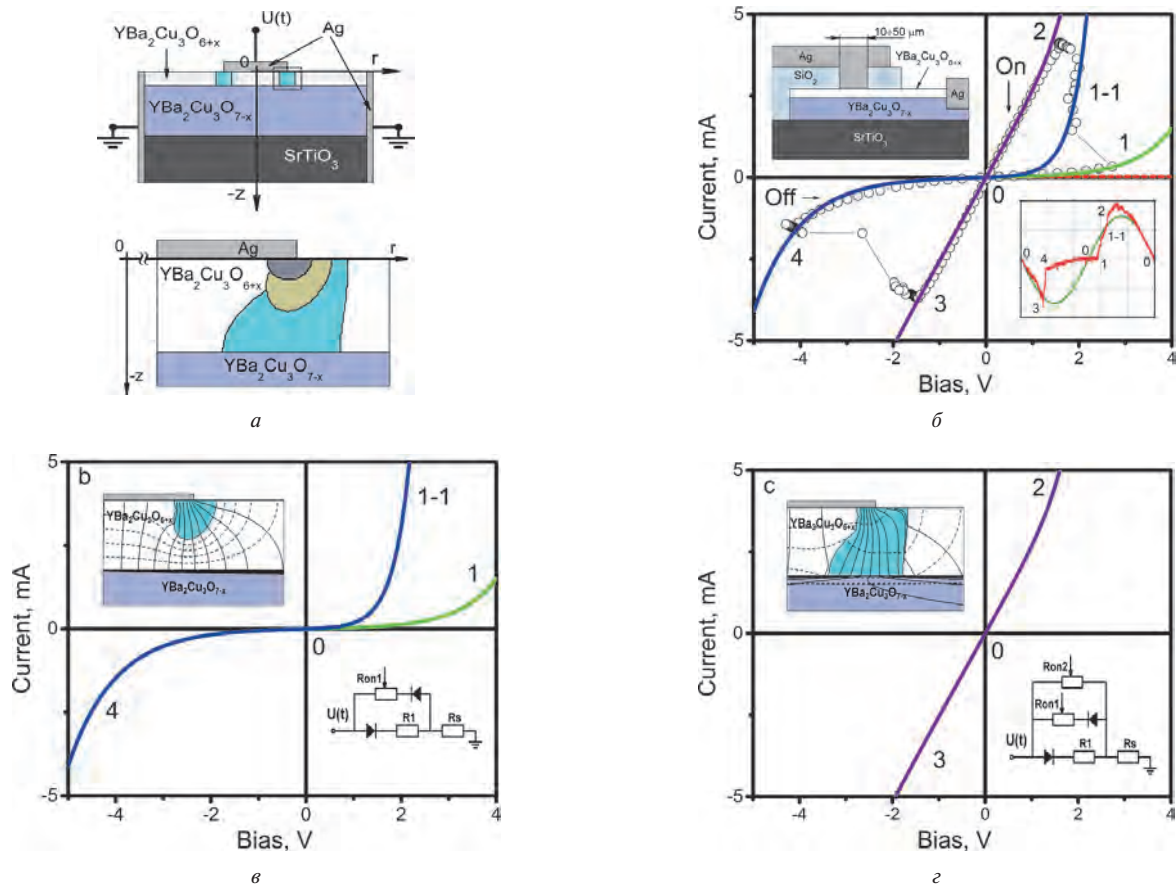 U(t)
YBa2Cu3O6+x
Ag
0
r
YBa2Cu3O7-x
SrTiO3
-z
0
Ag
r
YBa2Cu3O6+x
YBa2Cu3O7-x
-z
а
5
0
-5
Current, mA
-4 -2 0 2 4
Bias, V
10÷50 µm
YBa2Cu3O6+x
Ag
SiO2
Ag
YBa2Cu3O7-x
SrTiO3
2
On
1-1
1
0
Off
4
3
2
1-1
0 4 0 0
1
3
б
b
5
0
-5
Current, mA
-4 -2 0 2 4
Bias, V
YBa2Cu3O6+x
YBa2Cu3O7-x
1-1
1
0
4
Ron1
U(t)
R1 Rs
в
c
5
0
-5
Current, mA
-4 -2 0 2 4
Bias, V
YBa2Cu3O6+x
YBa2Cu3O7-x
2
0
3
Ron2
Ron1
U(t)
R1 Rs
г